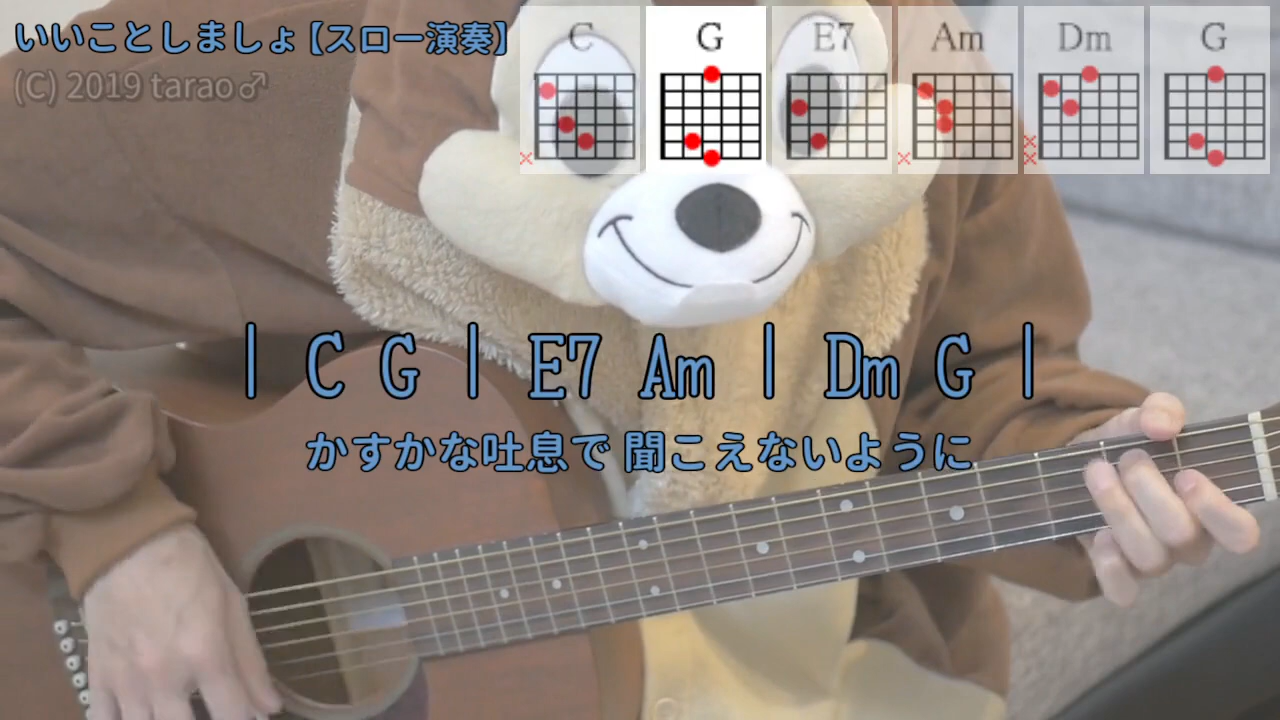 いいことしましょ【スロー演奏】
(C) 2019 tarao♂
C G E7 Am Dm G
| C G | E7 Am | Dm G |
かすかな吐息で 聞こえないように